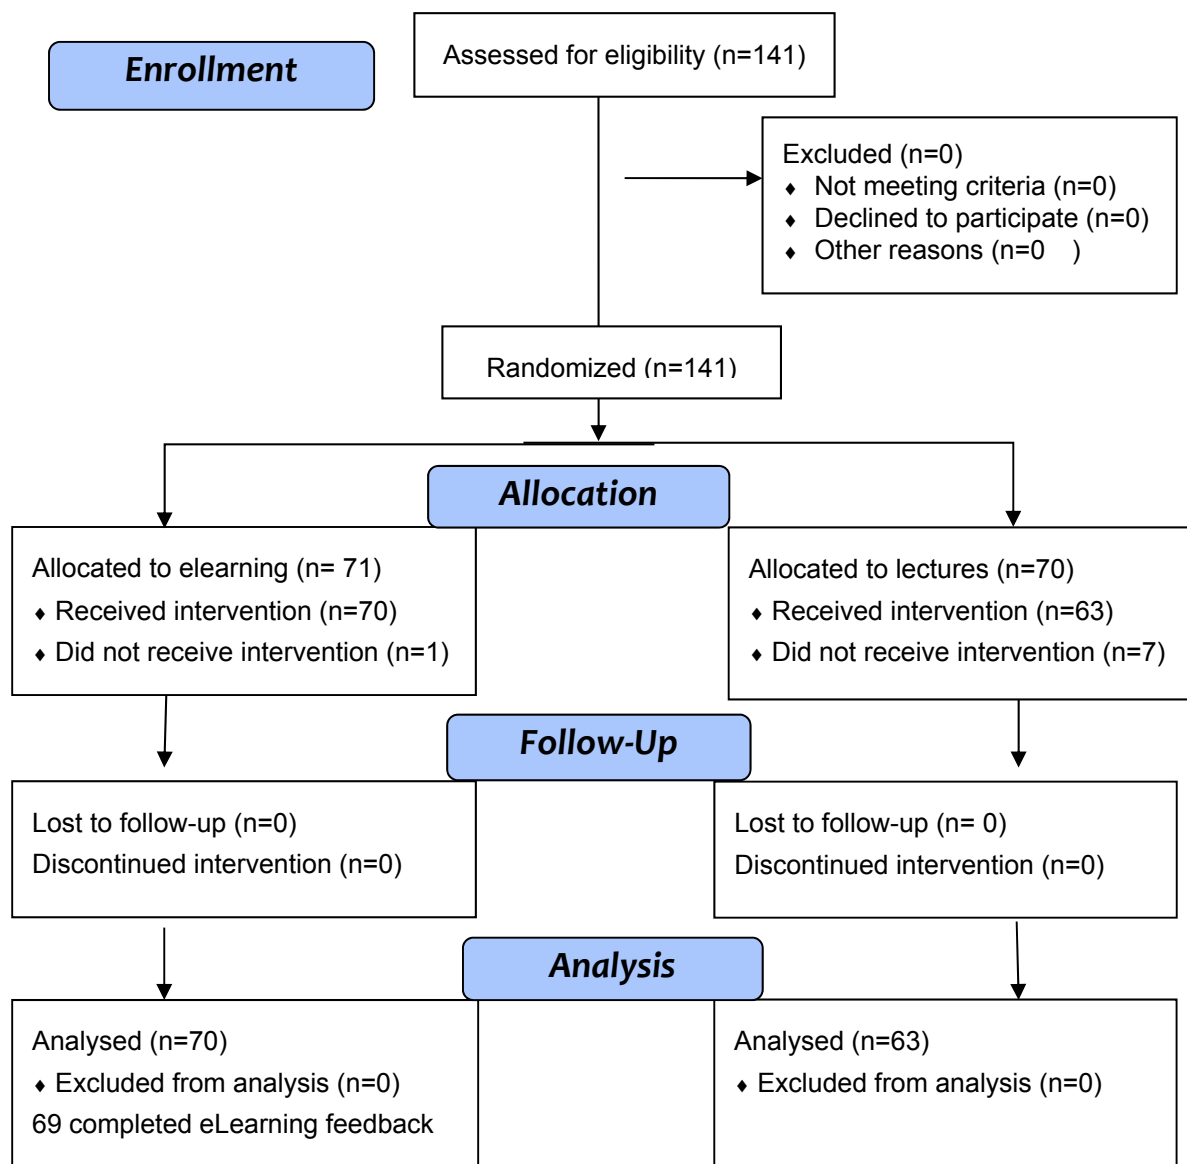 Enrollment
Assessed for eligibility (n=141)
Excluded (n=0)
♦ Not meeting criteria (n=0)
♦ Declined to participate (n=0)
♦ Other reasons (n=0 )
Randomized (n=141)
Allocation
Allocated to elearning (n= 71)
♦ Received intervention (n=70)
♦ Did not receive intervention (n=1)
Allocated to lectures (n=70)
♦ Received intervention (n=63)
♦ Did not receive intervention (n=7)
Follow-Up
Lost to follow-up (n=0)
Discontinued intervention (n=0)
Lost to follow-up (n= 0)
Discontinued intervention (n=0)
Analysis
Analysed (n=70)
♦ Excluded from analysis (n=0)
69 completed eLearning feedback
Analysed (n=63)
♦ Excluded from analysis (n=0)